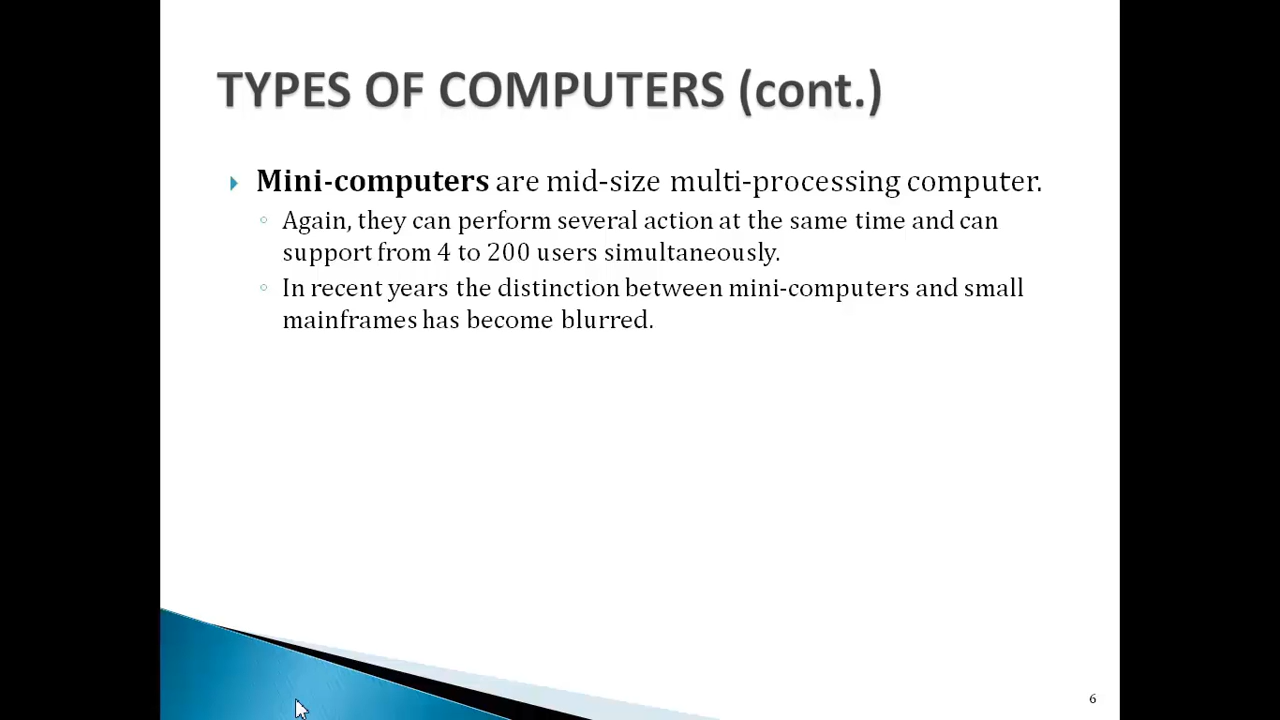 TYPES OF COMPUTERS (cont.)
Mini-computers are mid-size multi-processing computer.
Again, they can perform several action at the same time and can
support from 4 to 200 users simultaneously.
In recent years the distinction between mini-computers and small
mainframes has become blurred.
6